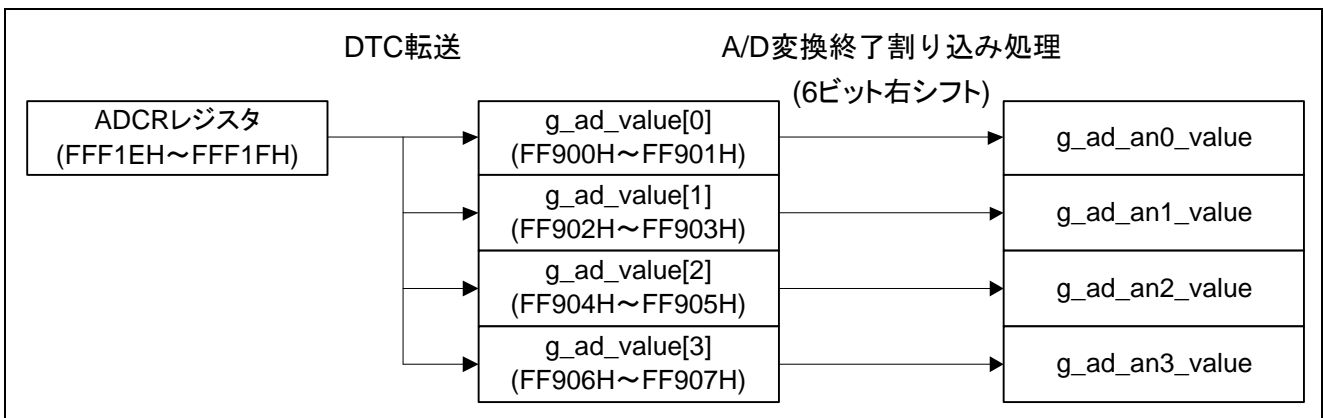 DTC転送
A/D変換終了割り込み処理
(6ビット右シフト)
ADCRレジスタ
(FFF1EH～FFF1FH)
g_ad_value[0]
(FF900H～FF901H)
g_ad_an0_value
g_ad_value[1]
(FF902H～FF903H)
g_ad_an1_value
g_ad_value[2]
(FF904H～FF905H)
g_ad_an2_value
g_ad_value[3]
(FF906H～FF907H)
g_ad_an3_value